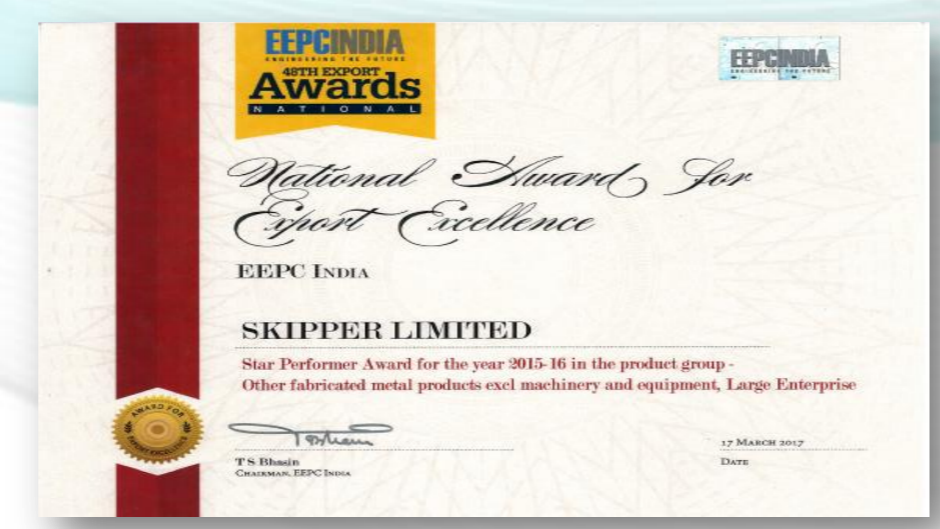 EEPCINDIA
ENGINEERING THE FUTURE
48TH EXPORT
Awards
NATIONAL
EEPCINDIA
ENGINEERING THE FUTURE
National Award for
Export Excellence
EEPC INDIA
SKIPPER LIMITED
Star Performer Award for the year 2015-16 in the product group -
Other fabricated metal products excl machinery and equipment, Large Enterprise
AWARD FOR
EXPORT EXCELLENCE
T S Bhasin
CHAIRMAN, EEPC INDIA
17 MARCH 2017
DATE